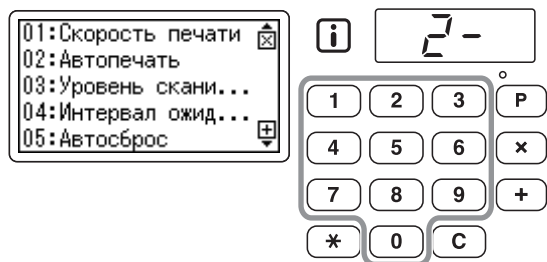 01:Скорость печати
02:Автопечать
03:Уровень скани...
04:Интервал ожид...
05:Автосброс
i
2-
1 2 3 P
4 5 6 ×
7 8 9 +
* 0 C